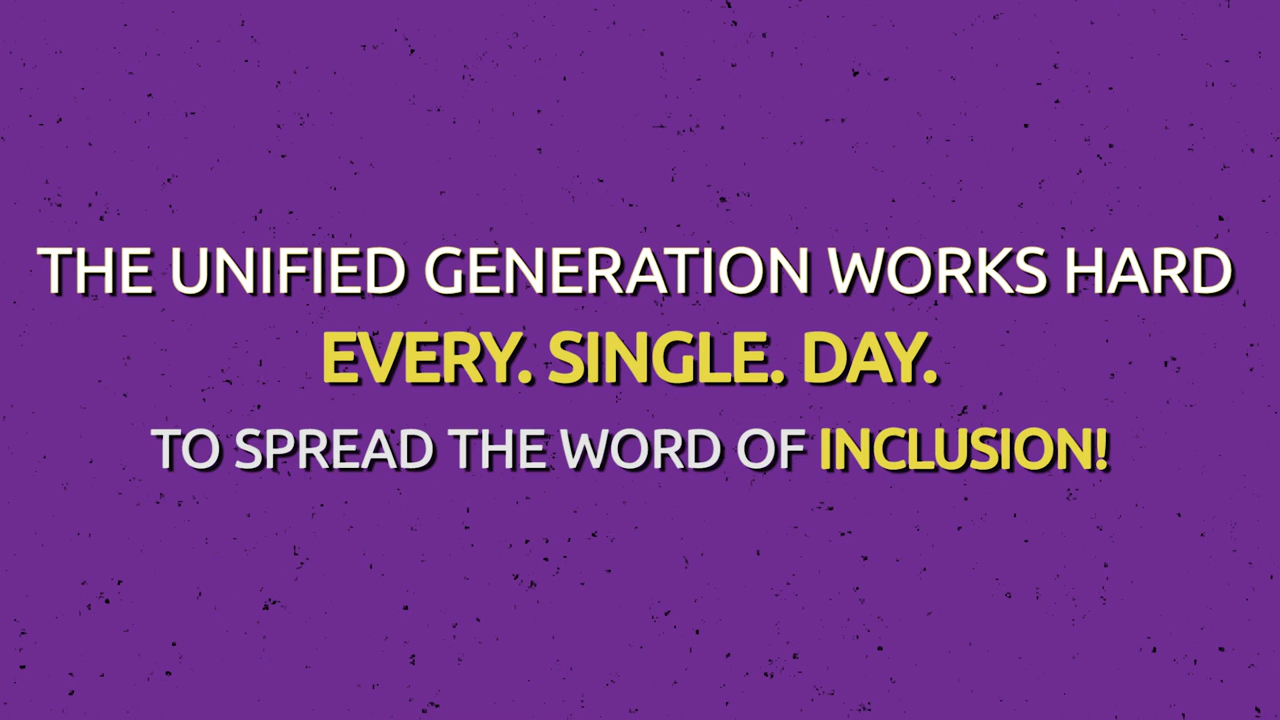 THE UNIFIED GENERATION WORKS HARD
EVERY. SINGLE. DAY.
TO SPREAD THE WORD OF INCLUSION!